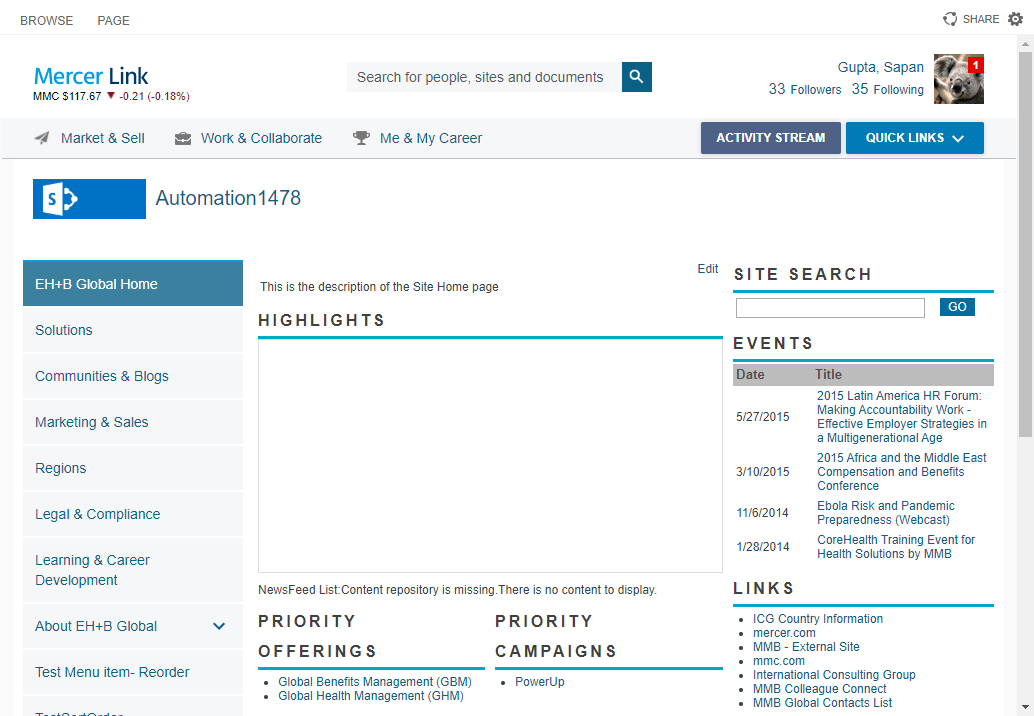 BROWSE PAGE SHARE
Mercer Link
MMC $117.67 ▼ -0.21 (-0.18%)
Search for people, sites and documents
Gupta, Sapan
33 Followers 35 Following
1
Market & Sell Work & Collaborate Me & My Career
ACTIVITY STREAM QUICK LINKS
S
Automation1478
EH+B Global Home
Solutions
Communities & Blogs
Marketing & Sales
Regions
Legal & Compliance
Learning & Career
Development
About EH+B Global
Test Menu item- Reorder
Edit
This is the description of the Site Home page
HIGHLIGHTS
NewsFeed List:Content repository is missing.There is no content to display.
PRIORITY
OFFERINGS
Global Benefits Management (GBM)
Global Health Management (GHM)
PRIORITY
CAMPAIGNS
PowerUp
SITE SEARCH
GO
EVENTS
Date Title
5/27/2015 2015 Latin America HR Forum:
Making Accountability Work -
Effective Employer Strategies in
a Multigenerational Age
3/10/2015 2015 Africa and the Middle East
Compensation and Benefits
Conference
11/6/2014 Ebola Risk and Pandemic
Preparedness (Webcast)
1/28/2014 CoreHealth Training Event for
Health Solutions by MMB
LINKS
ICG Country Information
mercer.com
MMB - External Site
mmc.com
International Consulting Group
MMB Colleague Connect
MMB Global Contacts List